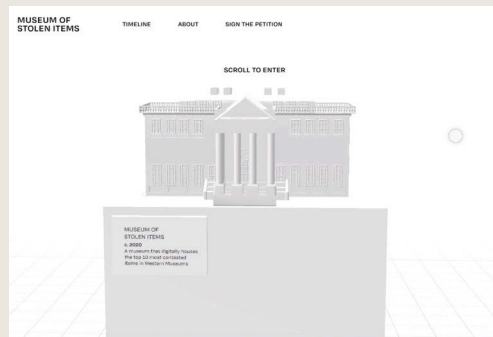 MUSEUM OF
STOLEN ITEMS
TIMELINE ABOUT SIGN THE PETITION
SCROLL TO ENTER
MUSEUM OF
STOLEN ITEMS
c. 2020
A museum that digitally houses
the top 10 most contested
items in Western Museums